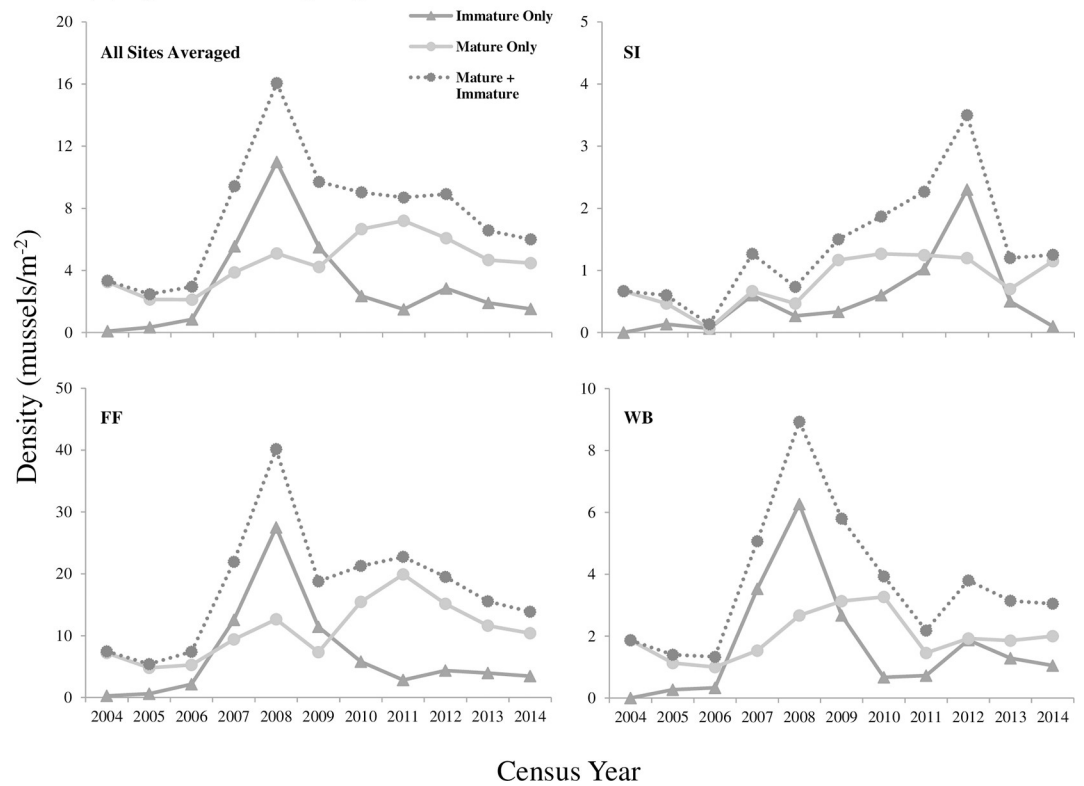 Immature Only
Mature Only
Mature +
Immature
All Sites Averaged
20
16
12
8
4
0
SI
5
4
3
2
1
0
FF
50
40
30
20
10
0
2004 2005 2006 2007 2008 2009 2010 2011 2012 2013 2014
WB
10
8
6
4
2
0
2004 2005 2006 2007 2008 2009 2010 2011 2012 2013 2014
Density (mussels/m⁻²)
Census Year